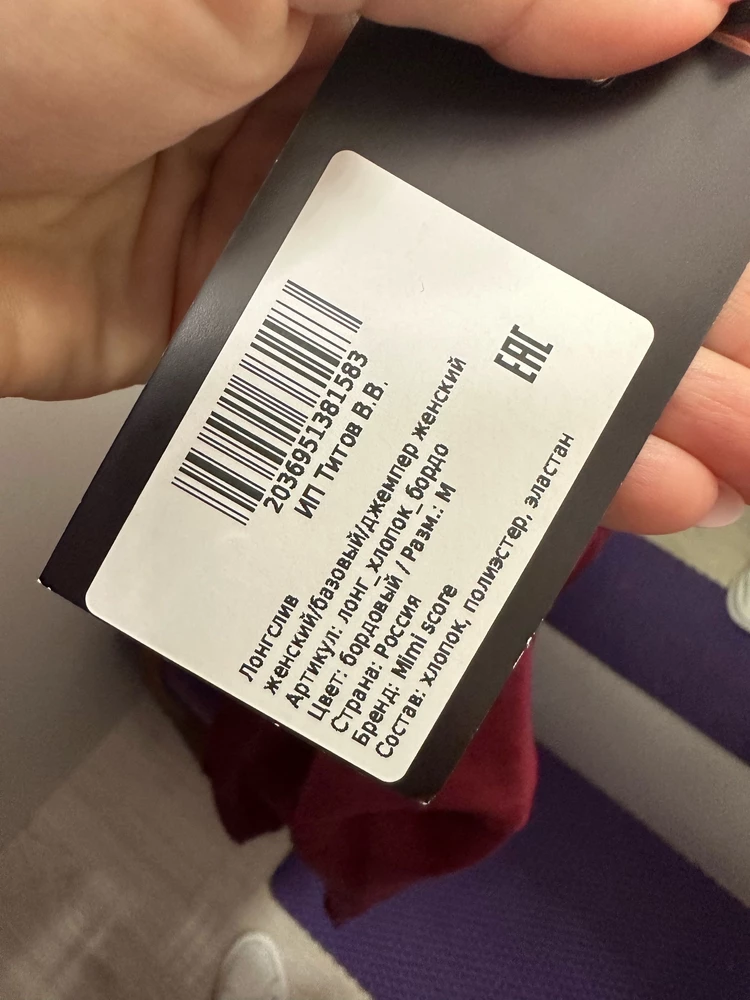 2036951381583
ИП Титов В.В.
Лонгслив
женский/базовый/джемпер женский
Артикул: лонг_хлопок_бордо
Цвет: бордовый / Разм.: M
Страна: Россия
Бренд: Mimi score
Состав: хлопок, полиэстер, эластан
EAC